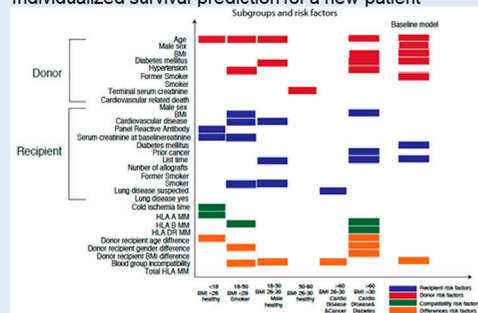 Individualized survival prediction for a new patient
Subgroups and risk factors
Baseline model
Donor
Age
Male sex
BMI
Diabetes mellitus
Hypertension
Former Smoker
Smoker
Terminal serum creatinine
Cardiovascular related death
Recipient
Male sex
BMI
Cardiovascular disease
Panel Reactive Antibody
Serum creatinine at baselinereatinine
Diabetes mellitus
Prior cancer
List time
Nunber of allografts
Former Smoker
Smoker
Lung disease suspected
Lung disease yes
Cold ischemia time
HLA A MM
HLA B MM
HLA DR MM
Donor recipient age diffrence
Donor recipient gender difference
Donor recipient BMI difference
Blood group incompatibility
Total HLA MM
<18
BMI <26
healthy
18-50
BMI <26
Smoker
18-50
BMI 26-30
Male
healthy
50-60
BMI 26-30
healthy
>60
BMI 26-30
Cardio
Disease
&Cancer
>60
BMI >30
Cardio
Disease&
Diabetes
Recipient risk factors
Donor risk factors
Compatibility risk factors
Differences risk factors